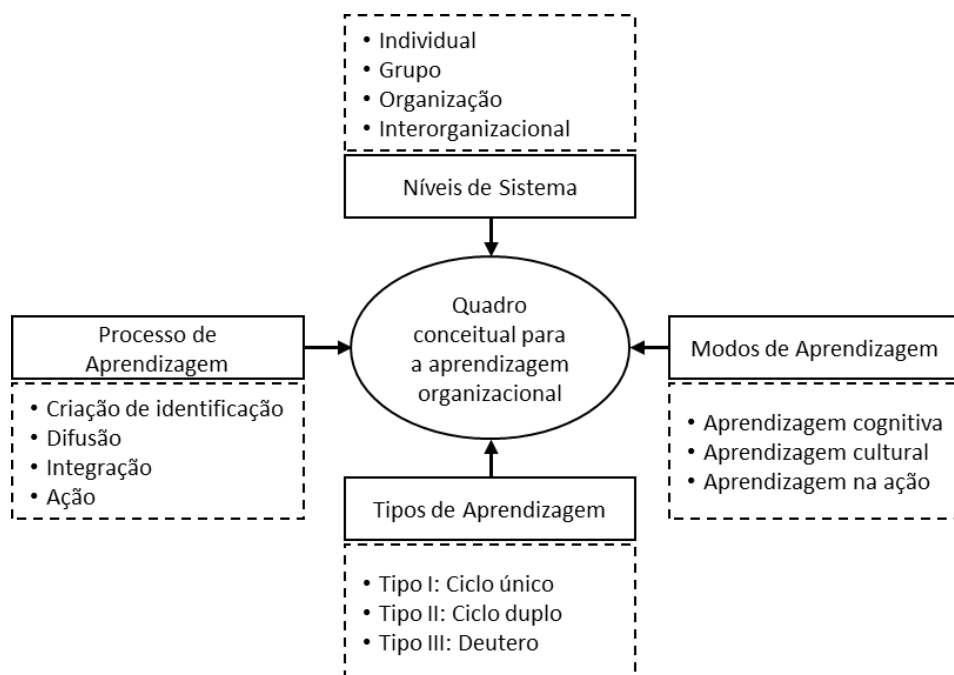 • Individual
• Grupo
• Organização
• Interorganizacional
Níveis de Sistema
Quadro
conceitual para
a aprendizagem
organizacional
Processo de
Aprendizagem
• Criação de identificação
• Difusão
• Integração
• Ação
Modos de Aprendizagem
• Aprendizagem cognitiva
• Aprendizagem cultural
• Aprendizagem na ação
Tipos de Aprendizagem
• Tipo I: Ciclo único
• Tipo II: Ciclo duplo
• Tipo III: Deutero